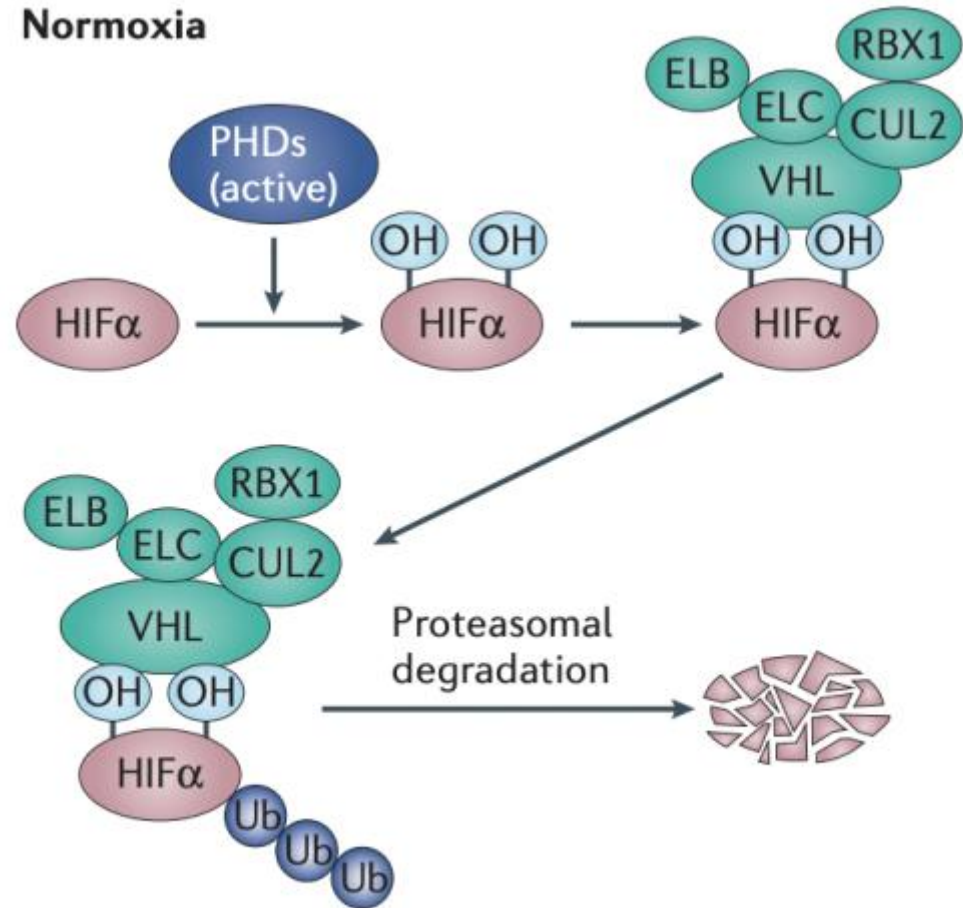 Normoxia
PHDs
(active)
HIFα
OH OH
HIFα
ELB
ELC
RBX1
CUL2
VHL
OH OH
HIFα
ELB
ELC
RBX1
CUL2
VHL
OH OH
HIFα
Ub
Ub
Ub
Proteasomal
degradation